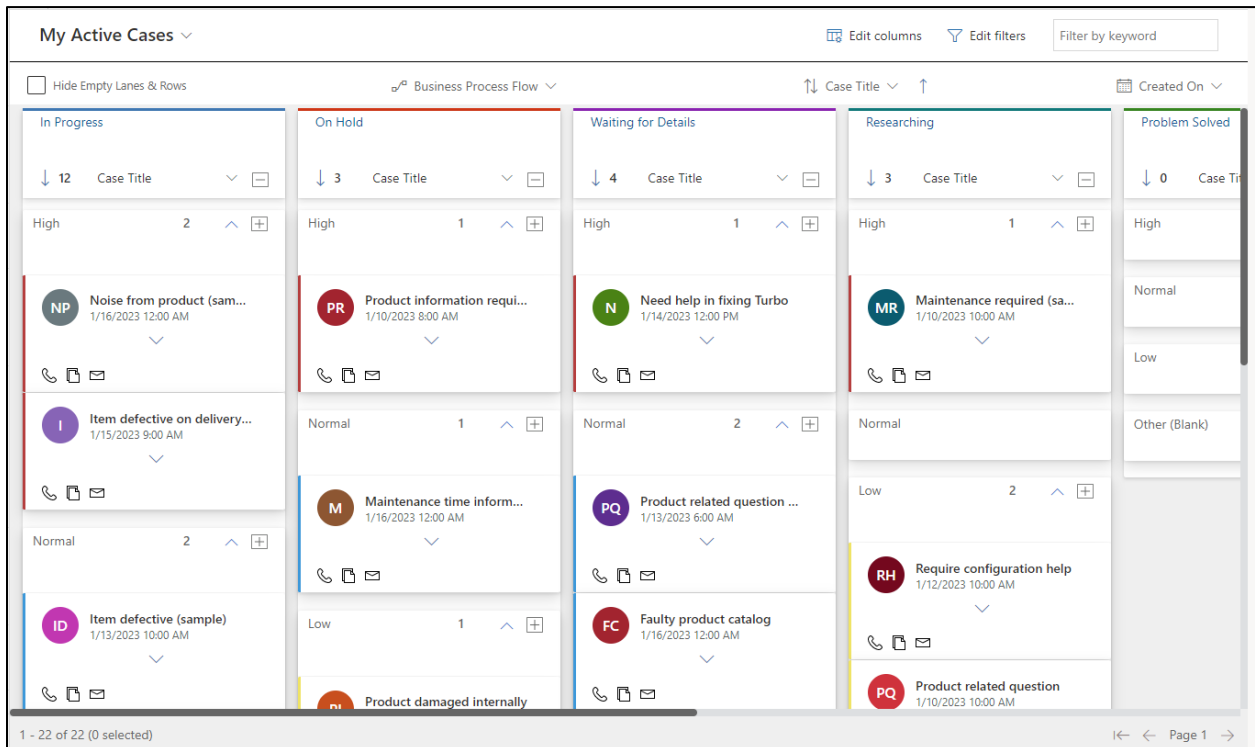 My Active Cases
Edit columns
Edit filters
Filter by keyword
Hide Empty Lanes & Rows
Business Process Flow
Case Title
Created On
In Progress
12 Case Title
High 2
NP
Noise from product (sam...
1/16/2023 12:00 AM
I
Item defective on delivery...
1/15/2023 9:00 AM
Normal 2
ID
Item defective (sample)
1/13/2023 10:00 AM
On Hold
3 Case Title
High 1
PR
Product information requi...
1/10/2023 8:00 AM
Normal 1
M
Maintenance time inform...
1/16/2023 12:00 AM
Low 1
Product damaged internally
Waiting for Details
4 Case Title
High 1
N
Need help in fixing Turbo
1/14/2023 12:00 PM
Normal 2
PQ
Product related question ...
1/13/2023 6:00 AM
FC
Faulty product catalog
1/16/2023 12:00 AM
Researching
3 Case Title
High 1
MR
Maintenance required (sa...
1/10/2023 10:00 AM
Normal
Low 2
RH
Require configuration help
1/12/2023 10:00 AM
PQ
Product related question
1/10/2023 10:00 AM
Problem Solved
0 Case Tit
High
Normal
Low
Other (Blank)
1 - 22 of 22 (0 selected)
Page 1